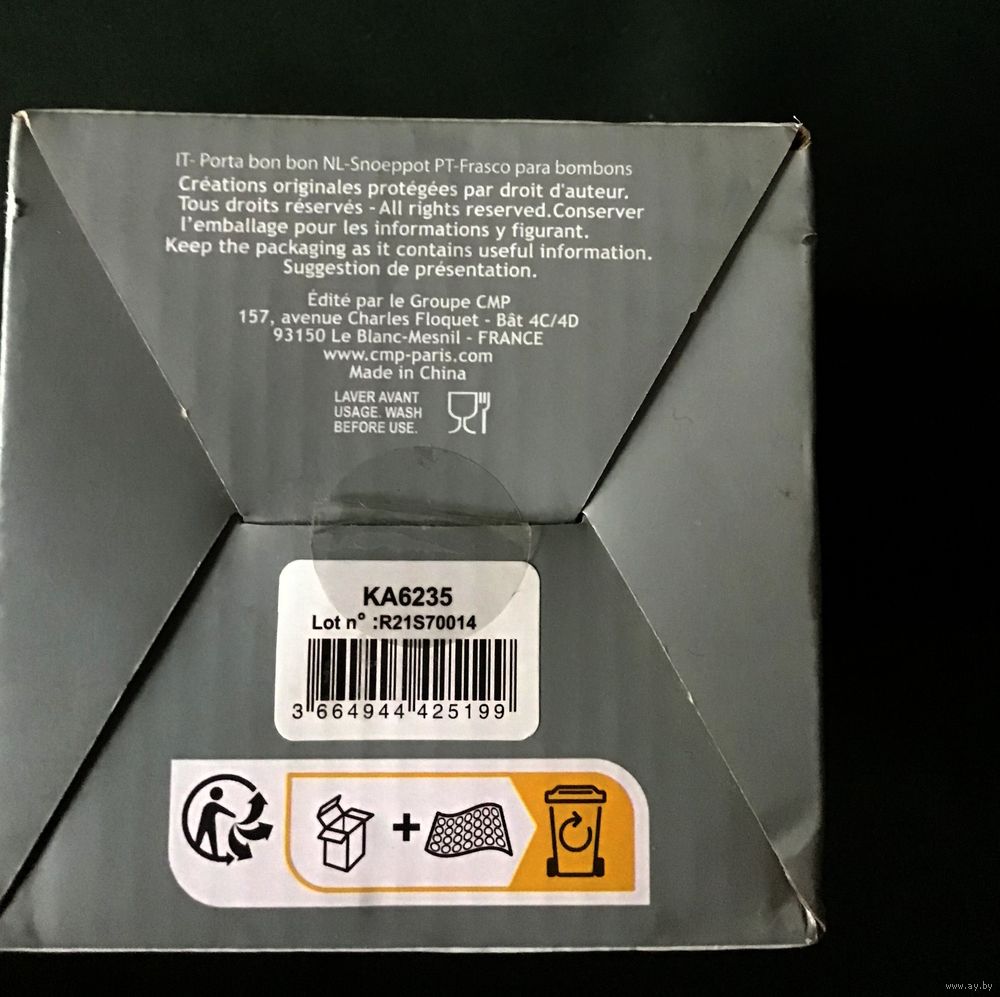 IT- Porta bon bon NL-Snoeppot PT-Frasco para bombons
Créations originales protégées par droit d'auteur.
Tous droits réservés - All rights reserved.Conserver
l'emballage pour les informations y figurant.
Keep the packaging as it contains useful information.
Suggestion de présentation.
Édité par le Groupe CMP
157, avenue Charles Floquet - Bât 4C/4D
93150 Le Blanc-Mesnil - FRANCE
www.cmp-paris.com
Made in China
LAVER AVANT
USAGE. WASH
BEFORE USE.
KA6235
Lot n° :R21S70014
3 664944 425199
www.ay.by